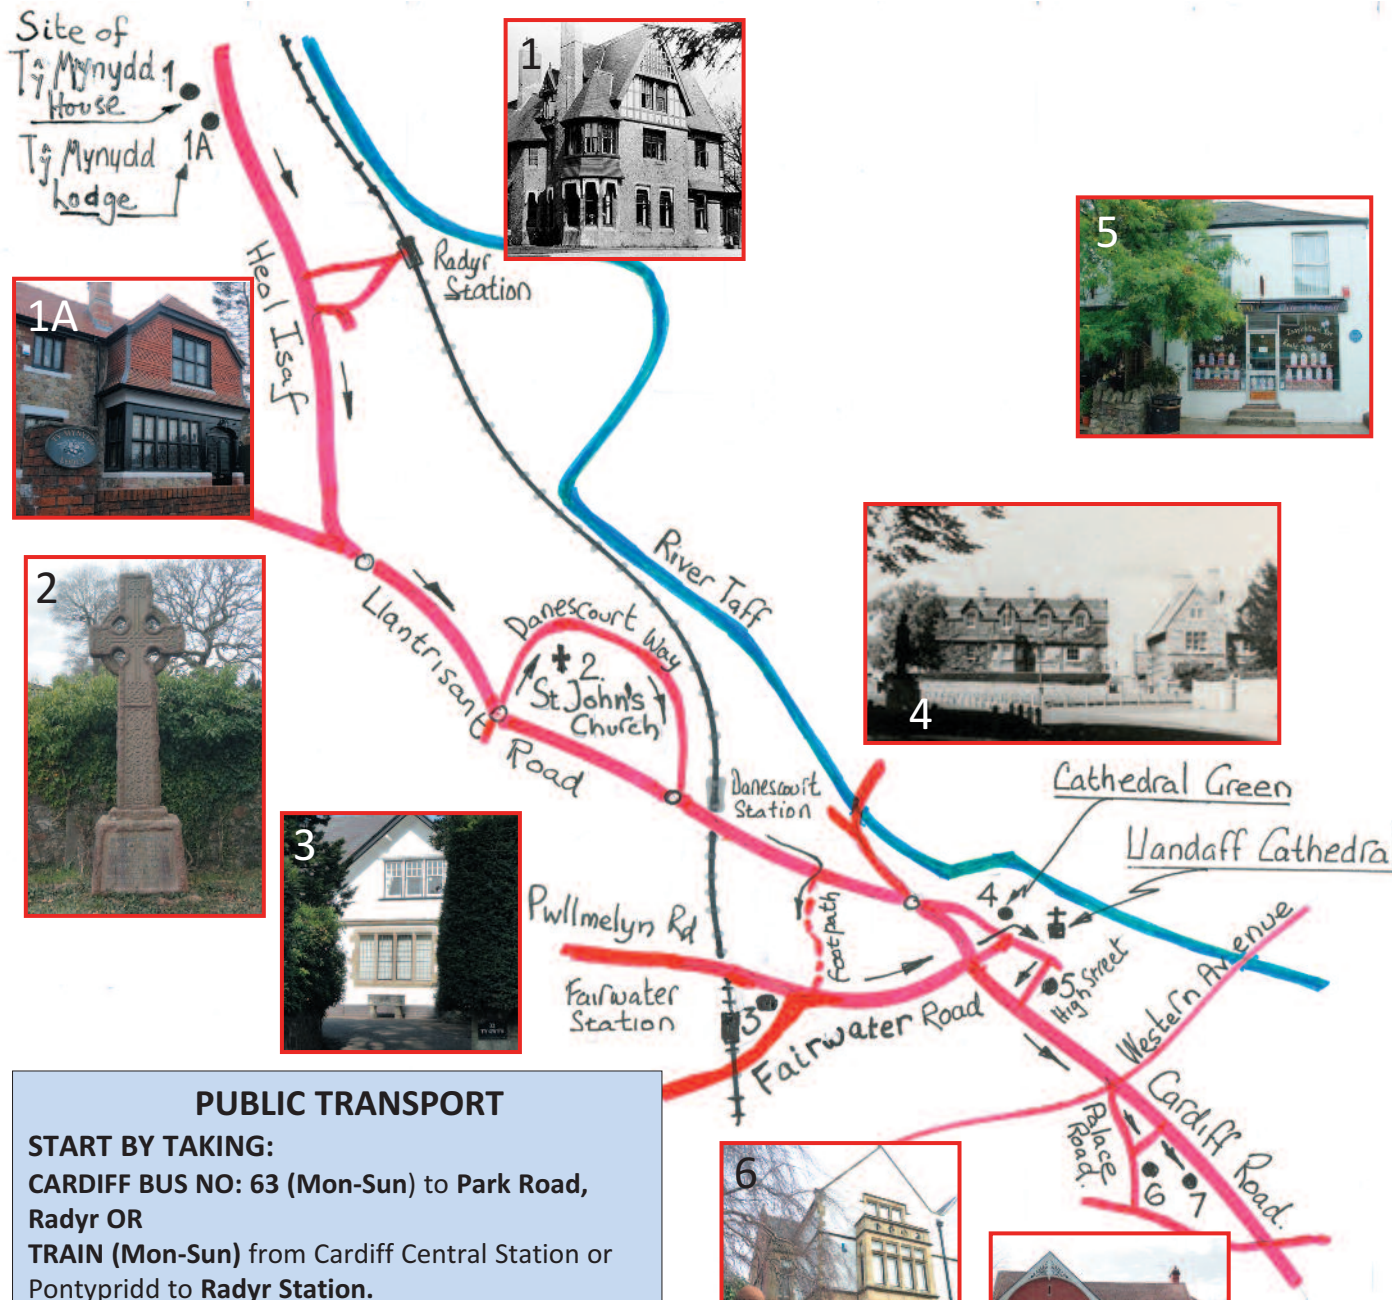 Site of
Tŷ Mynydd 1
House
Tŷ Mynydd 1A
Lodge
1
Heol Isaf
Radyr
Station
1A
5
2
River Taff
4
Llantrisant Road
Danescourt Way
2.
St John's
Church
Danescourt
Station
Cathedral Green
Llandaff Cathedra
3
Pwllmelyn Rd
footpath
4
5
High Street
Western Avenue
Fairwater
Station
3
Fairwater Road
Cardiff Road.
Palace
Road.
6
7
6
PUBLIC TRANSPORT
START BY TAKING:
CARDIFF BUS NO: 63 (Mon-Sun) to Park Road,
Radyr OR
TRAIN (Mon-Sun) from Cardiff Central Station or
Pontypridd to Radyr Station.